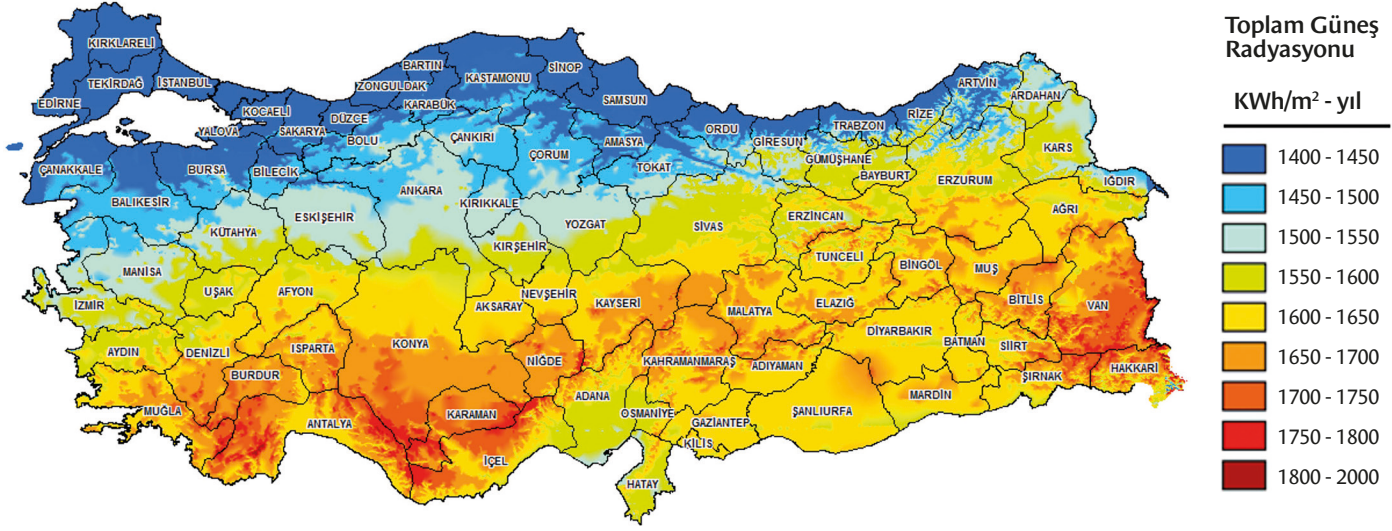 KIRKLARELİ
TEKİRDAĞ
İSTANBUL
EDİRNE
KOCAELİ
YALOVA
SAKARYA
DÜZCE
ZONGULDAK
BARTIN
KARABÜK
KASTAMONU
SİNOP
SAMSUN
BOLU
ÇANKIRI
ÇORUM
AMASYA
TOKAT
ORDU
GİRESUN
TRABZON
RİZE
ARTVİN
ARDAHAN
KARS
GÜMÜŞHANE
BAYBURT
ERZURUM
IĞDIR
AĞRI
ÇANAKKALE
BURSA
BİLECİK
BALIKESİR
KÜTAHYA
ESKİŞEHİR
ANKARA
KIRIKKALE
YOZGAT
KIRŞEHİR
SİVAS
ERZİNCAN
TUNCELİ
BİNGÖL
MUŞ
BİTLİS
VAN
MANİSA
İZMİR
UŞAK
AFYON
AKSARAY
NEVŞEHİR
KAYSERİ
MALATYA
ELAZIĞ
DİYARBAKIR
BATMAN
SİİRT
ŞIRNAK
HAKKARİ
AYDIN
DENİZLİ
ISPARTA
BURDUR
KONYA
NİĞDE
KAHRAMANMARAŞ
ADIYAMAN
MARDİN
MUĞLA
ANTALYA
KARAMAN
İÇEL
ADANA
OSMANİYE
GAZİANTEP
KİLİS
ŞANLIURFA
HATAY
Toplam Güneş
Radyasyonu
KWh/m² - yıl
1400 - 1450
1450 - 1500
1500 - 1550
1550 - 1600
1600 - 1650
1650 - 1700
1700 - 1750
1750 - 1800
1800 - 2000